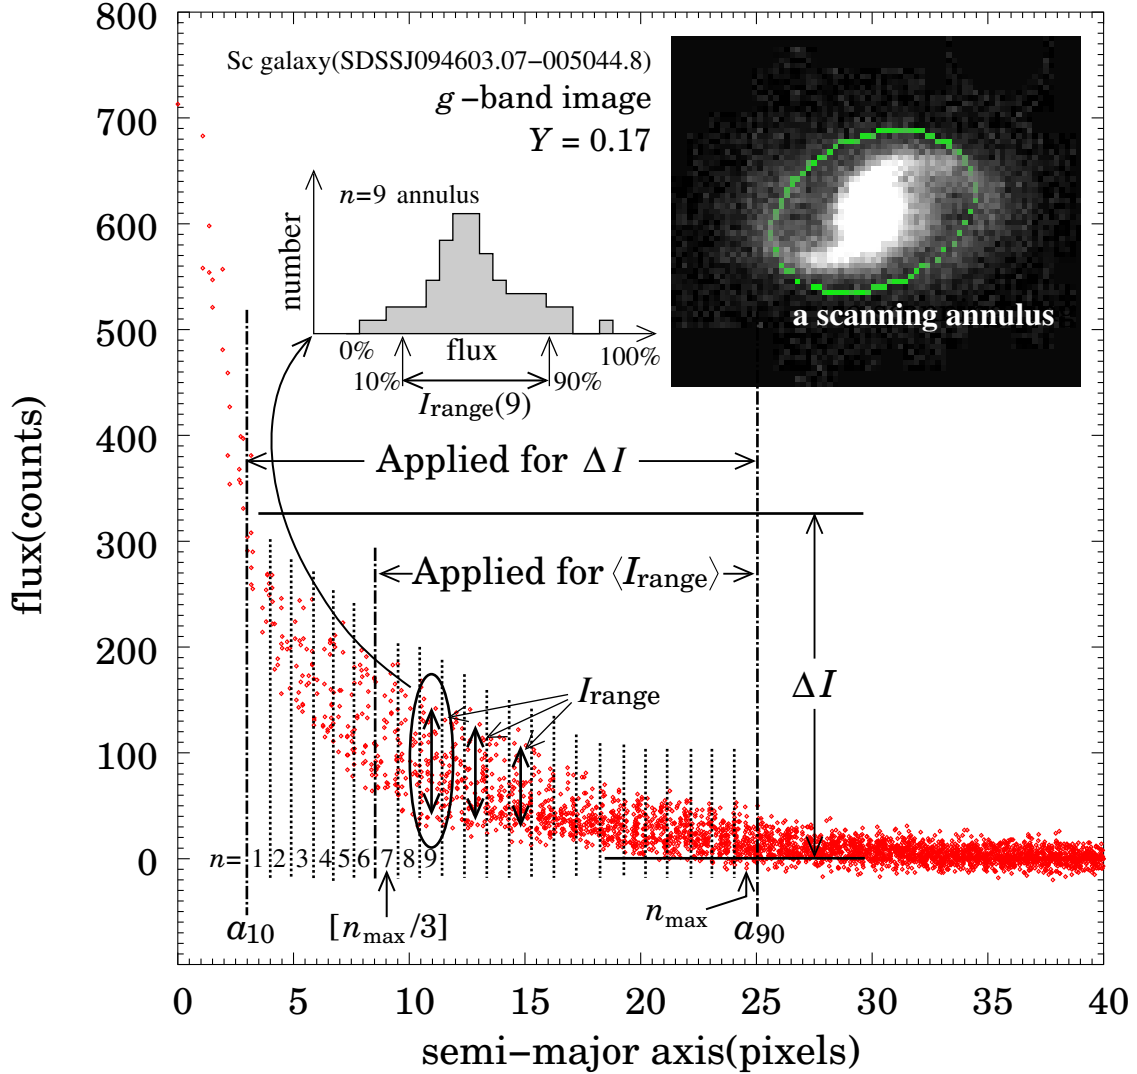 Sc galaxy(SDSSJ094603.07−005044.8)
g −band image
Y = 0.17
a scanning annulus
n=9 annulus
number
0% flux 100%
10% 90%
Irange(9)
Applied for ΔI
Applied for ⟨Irange⟩
Irange
ΔI
n= 1 2 3 4 5 6 7 8 9
a10
[nmax/3]
nmax
a90
800
700
600
500
400
300
200
100
0
flux(counts)
0 5 10 15 20 25 30 35 40
semi−major axis(pixels)